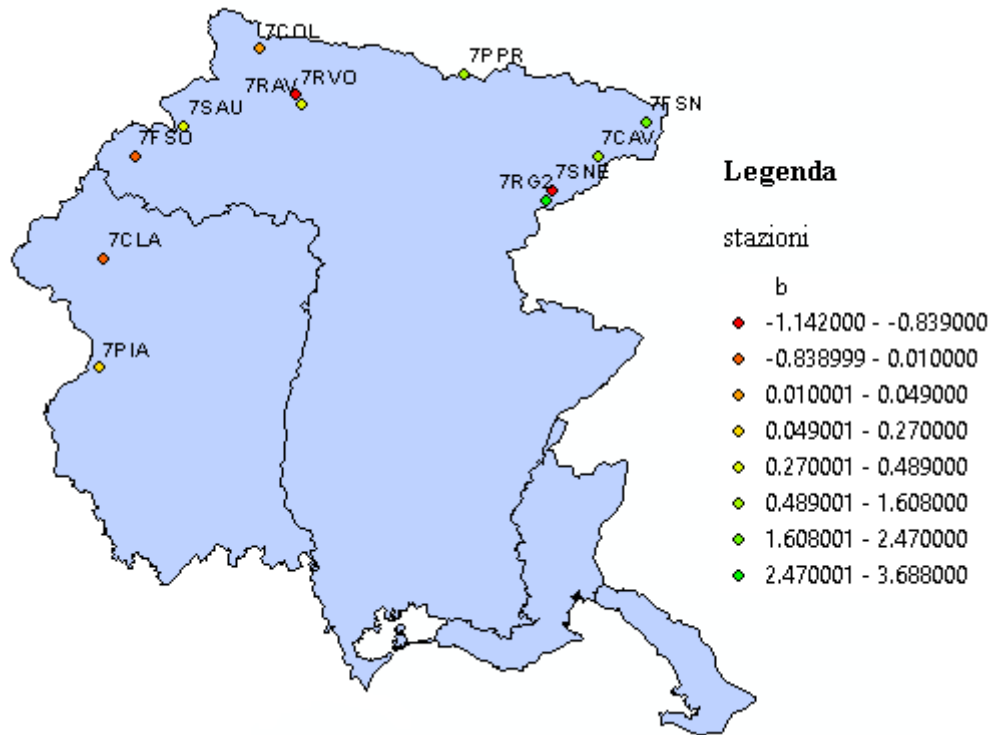 7COL
7PPR
7RAV
7RVO
7SAU
7FSN
7FSO
7CAV
7SNE
7RG2
7CLA
7PIA
Legenda
stazioni
b
-1.142000 - -0.839000
-0.838999 - 0.010000
0.010001 - 0.049000
0.049001 - 0.270000
0.270001 - 0.489000
0.489001 - 1.608000
1.608001 - 2.470000
2.470001 - 3.688000